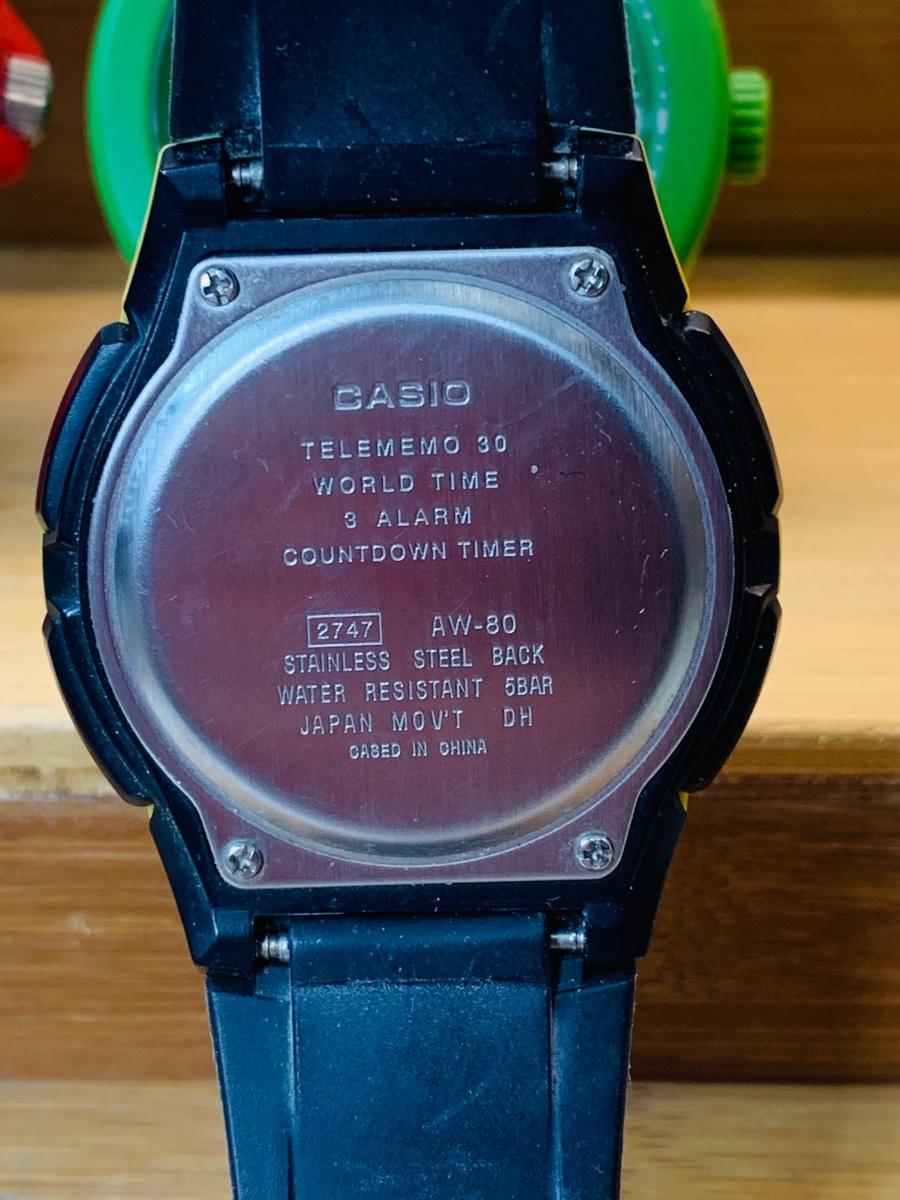 CASIO
TELEMEMO 30
WORLD TIME
3 ALARM
COUNTDOWN TIMER
2747 AW-80
STAINLESS STEEL BACK
WATER RESISTANT 5BAR
JAPAN MOV'T DH
CASED IN CHINA